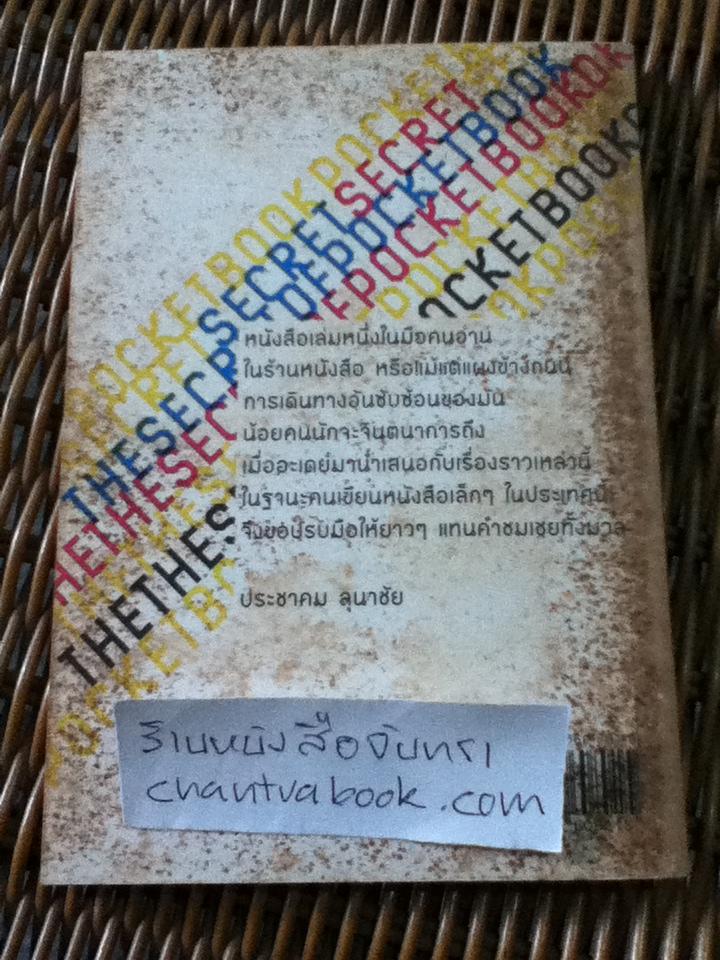 POCKETBOOKPOCKET
SECRET
SECRET
POCKETBOOK
POCKETBOOK
POCKETBOOK
THESECR
THETHESEC
THETHES
POCKETBO
หนังสือเล่มหนึ่งในมือคนอ่าน
ในร้านหนังสือ หรือแม้แต่แผงข้างถนน
การเดินทางอันซับซ้อนของมัน
น้อยคนนักจะจินตนาการถึง
เมื่อละเดย์มานำเสนอกับเรื่องราวเหล่านี้
ในฐานะคนเขียนหนังสือเล็กๆ ในประเทศนี้
จึงขอปรบมือให้ยาวๆ แทนคำชมเชยทั้งมวล
ประชาคม ลุนาชัย
ร้านหนังสือจันทรา
chantrabook.com